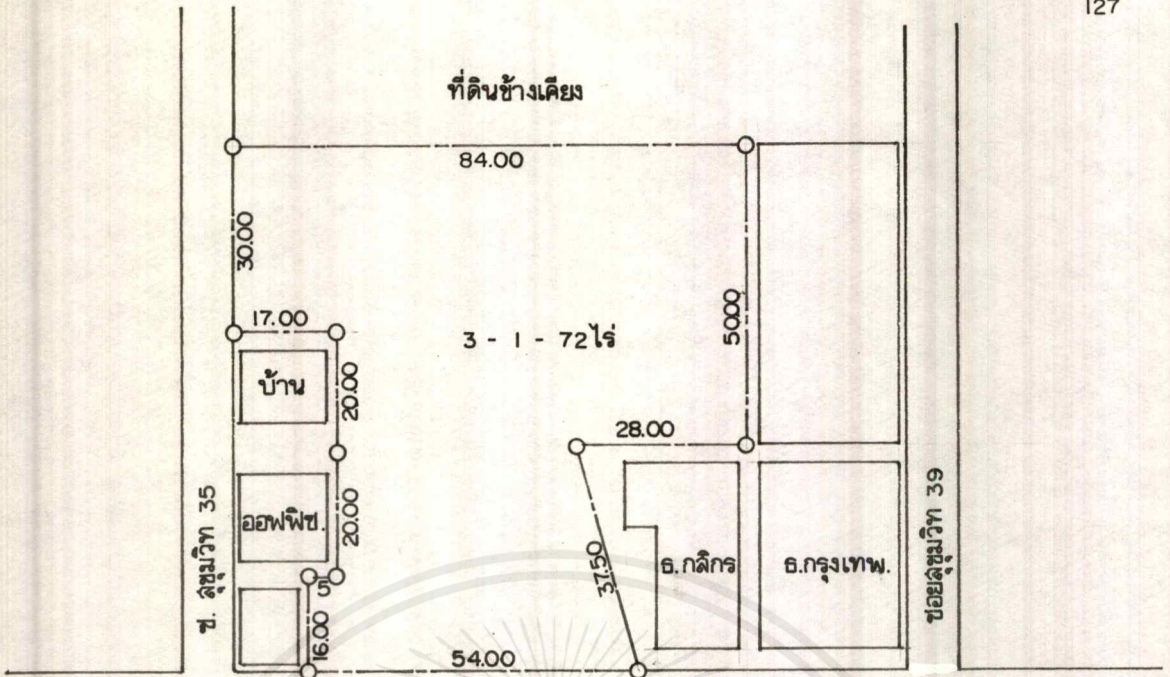 127
ที่ดินข้างเคียง
84.00
30.00
17.00
3 - 1 - 72 ไร่
50.00
บ้าน
20.00
28.00
ซ. สุขุมวิท 35
ออฟฟิช.
20.00
37.50
ธ.กสิกร
ธ.กรุงเทพ.
ซอยสุขุมวิท 39
5
16.00
54.00